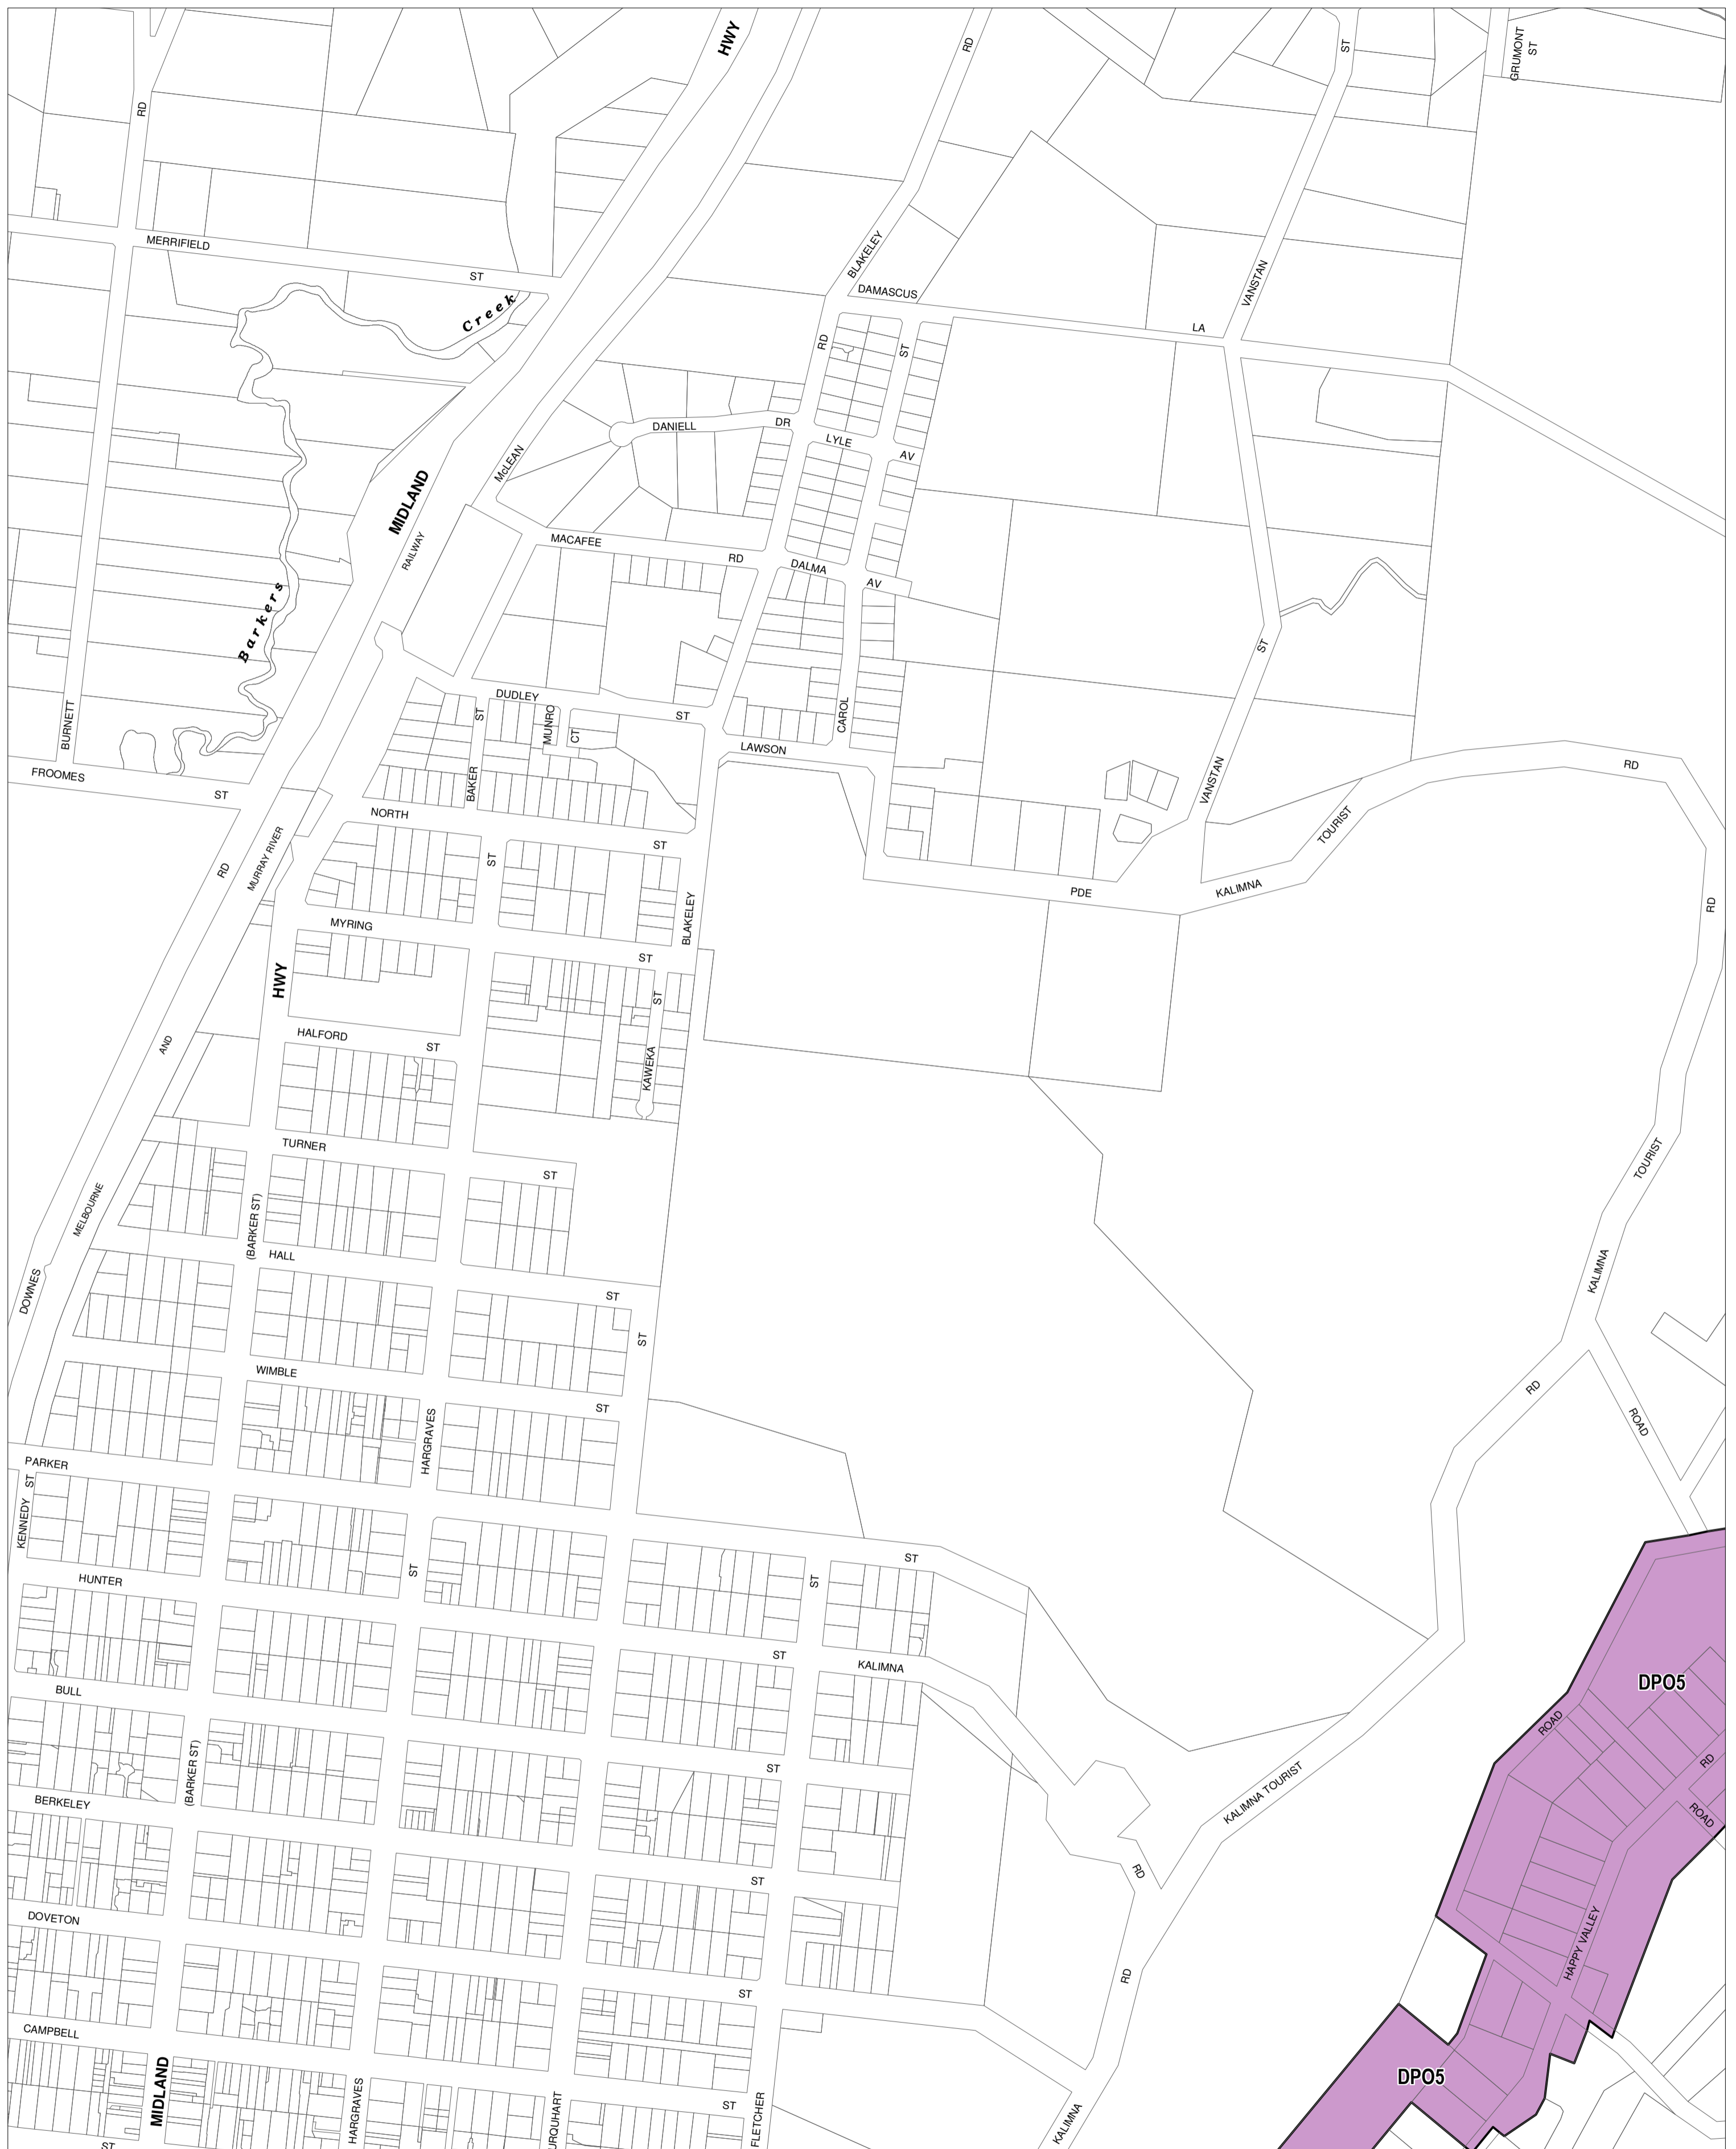 HWY
RD
ST
GRUMONT
ST
RD
MERRIFIELD
ST
BLAKELEY
DAMASCUS
VANSTAN
Creek
LA
RD
ST
DANIELL
DR
LYLE
AV
McLEAN
MIDLAND
RAILWAY
MACAFEE
RD
DALMA
AV
Barkers
ST
DUDLEY
ST
MUNRO
CT
ST
CAROL
BURNETT
LAWSON
RD
FROOMES
ST
BAKER
VANSTAN
NORTH
TOURIST
ST
ST
MURRAY RIVER
RD
PDE
KALIMNA
RD
MYRING
BLAKELEY
ST
HWY
ST
HALFORD
ST
AND
KAWEKA
TURNER
ST
TOURIST
MELBOURNE
(BARKER ST)
HALL
KALIMNA
DOWNES
ST
ST
WIMBLE
RD
ST
ROAD
HARGRAVES
PARKER
ST
KENNEDY
ST
ST
ST
HUNTER
ST
KALIMNA
DPO5
BULL
ROAD
RD
ST
(BARKER ST)
KALIMNA TOURIST
BERKELEY
ROAD
RD
ST
DOVETON
HAPPY VALLEY
RD
ST
CAMPBELL
DPO5
MIDLAND
HARGRAVES
URQUHART
FLETCHER
ST
KALIMNA
ST